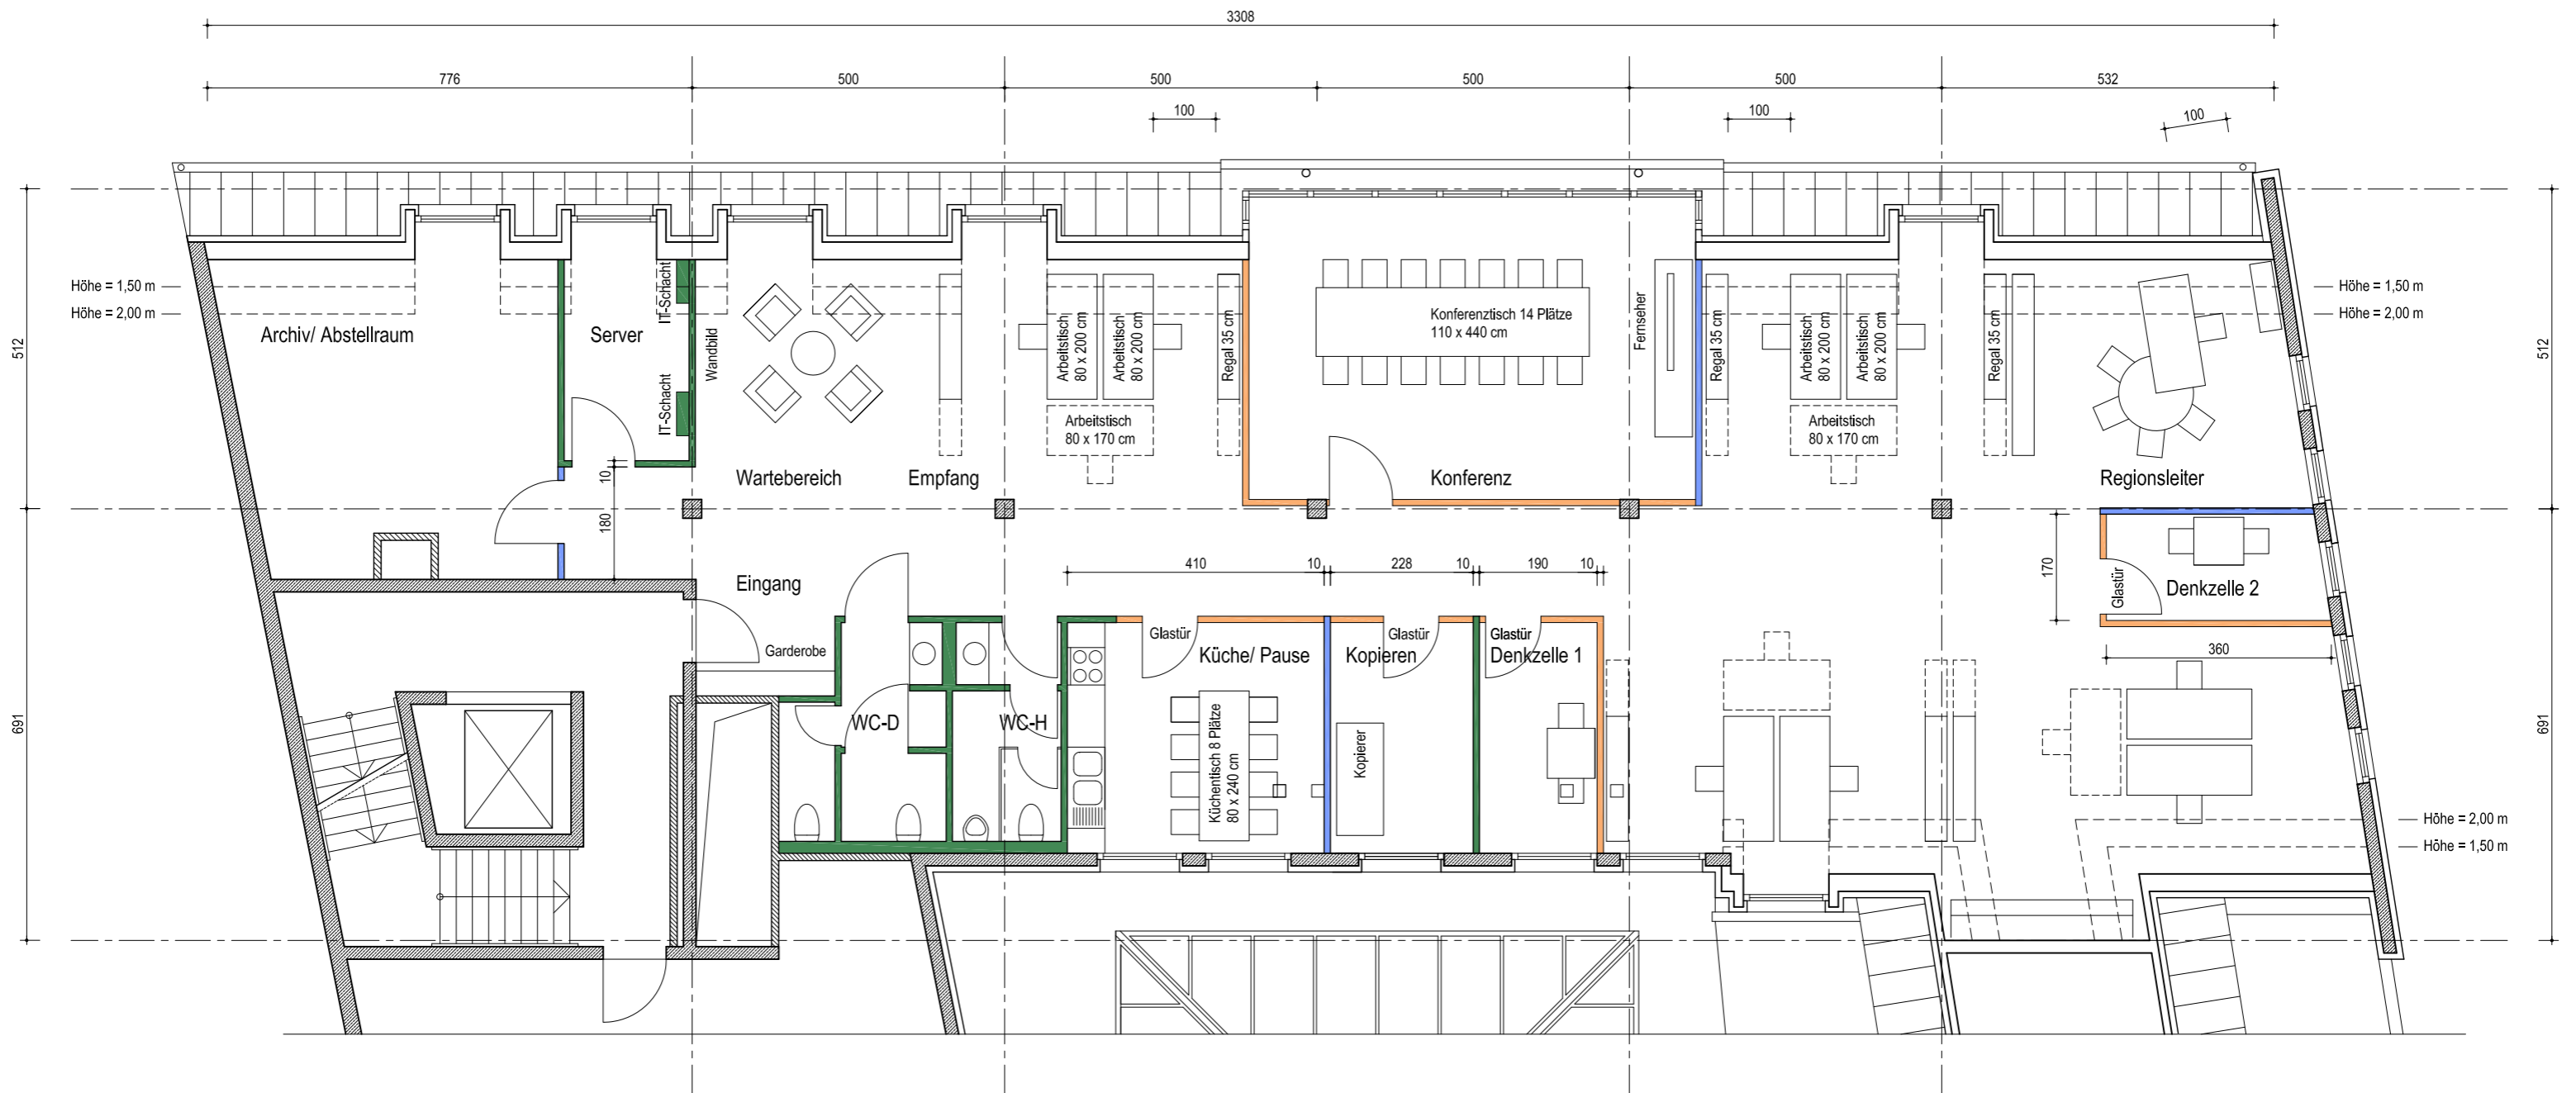 3308
776
500
500
500
500
532
100
100
100
Höhe = 1,50 m
Höhe = 2,00 m
Höhe = 1,50 m
Höhe = 2,00 m
512
512
Archiv/ Abstellraum
Server
IT-Schacht
IT-Schacht
Wandbild
Wartebereich
Empfang
Arbeitstisch
80 x 200 cm
Arbeitstisch
80 x 200 cm
Arbeitstisch
80 x 170 cm
Regal 35 cm
Konferenztisch 14 Plätze
110 x 440 cm
Fernseher
Konferenz
Regal 35 cm
Arbeitstisch
80 x 200 cm
Arbeitstisch
80 x 200 cm
Arbeitstisch
80 x 170 cm
Regal 35 cm
Regionsleiter
10
180
Eingang
410
10
228
10
190
10
170
Glastür
Denkzelle 2
360
Garderobe
Glastür
Küche/ Pause
Glastür
Kopieren
Glastür
Denkzelle 1
WC-D
WC-H
Küchentisch 8 Plätze
80 x 240 cm
Kopierer
691
691
Höhe = 2,00 m
Höhe = 1,50 m